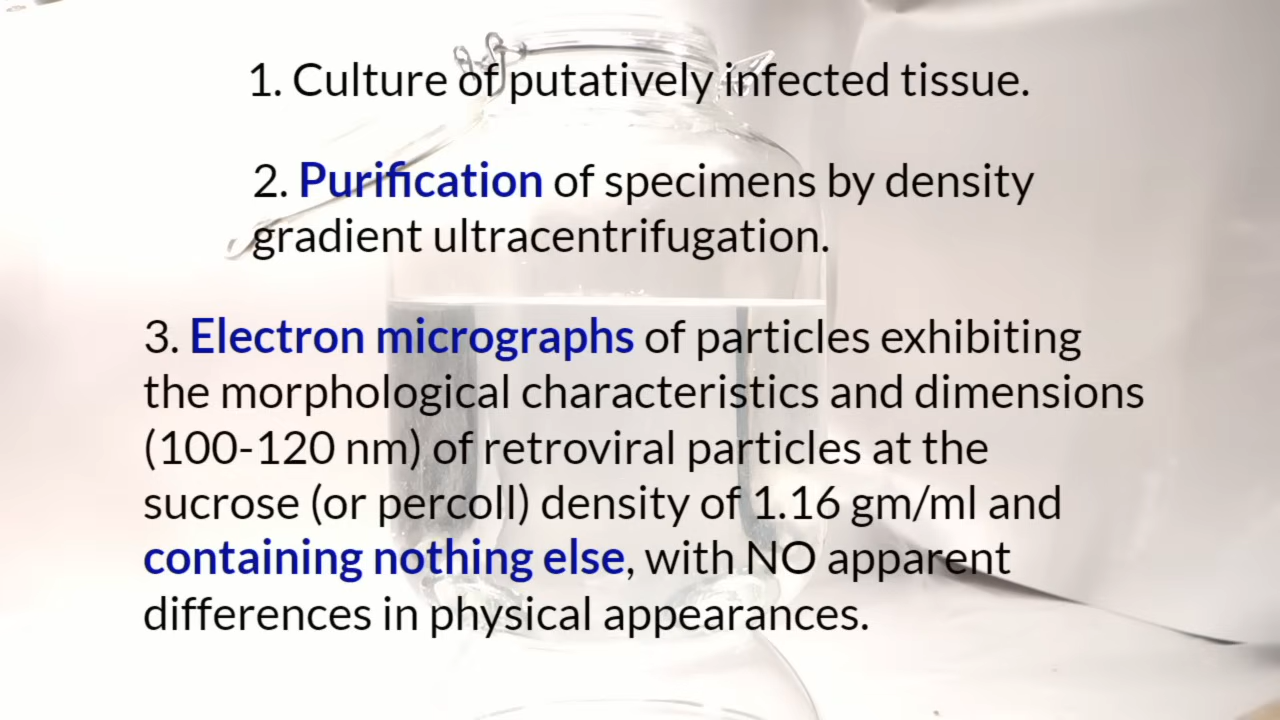 1. Culture of putatively infected tissue.
2. Purification of specimens by density
gradient ultracentrifugation.
3. Electron micrographs of particles exhibiting
the morphological characteristics and dimensions
(100-120 nm) of retroviral particles at the
sucrose (or percoll) density of 1.16 gm/ml and
containing nothing else, with NO apparent
differences in physical appearances.